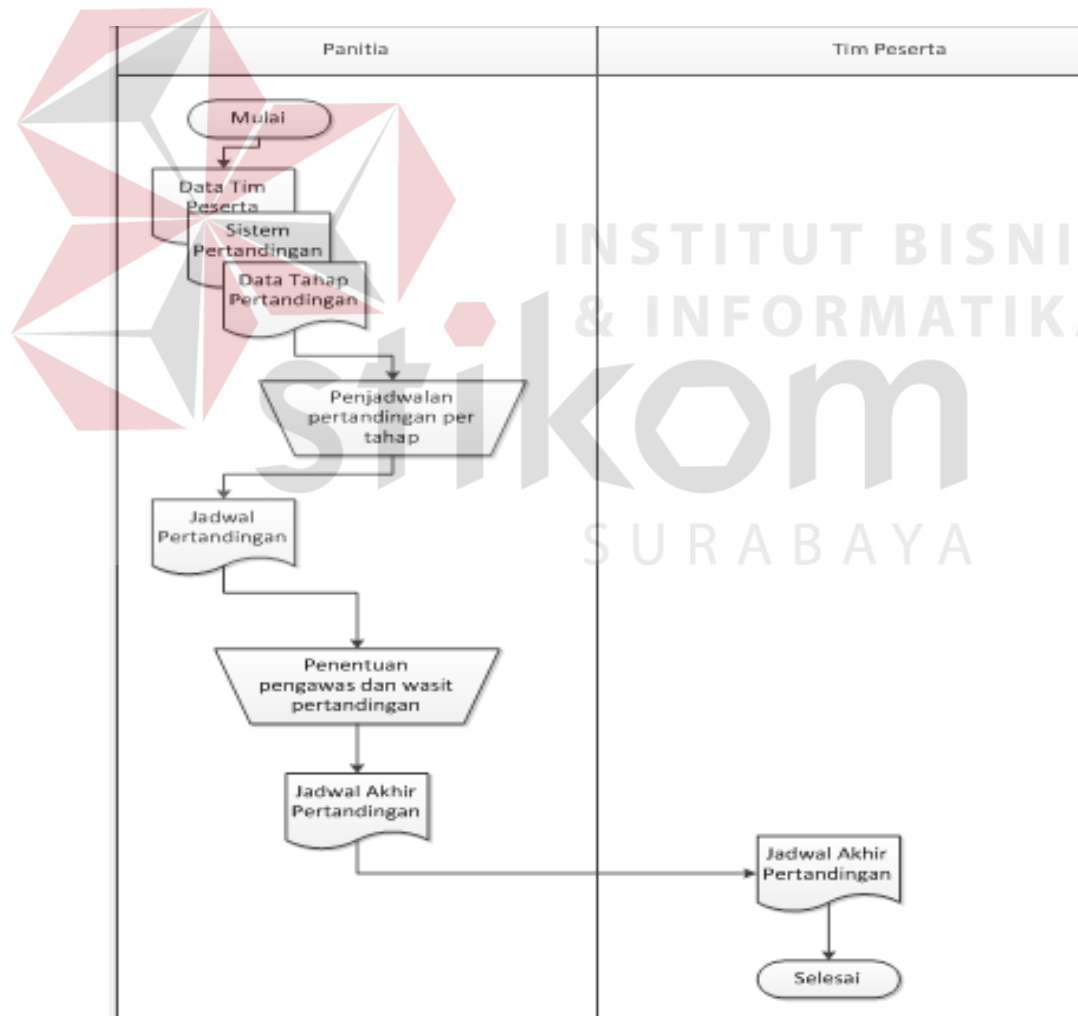 Panitia
Tim Peserta
Mulai
Data Tim
Peserta
Sistem
Pertandingan
Data Tahap
Pertandingan
INSTITUT BISNI
& INFORMATIKA
stikom
SURABAYA
Penjadwalan
pertandingan per
tahap
Jadwal
Pertandingan
Penentuan
pengawas dan wasit
pertandingan
Jadwal Akhir
Pertandingan
Jadwal Akhir
Pertandingan
Selesai